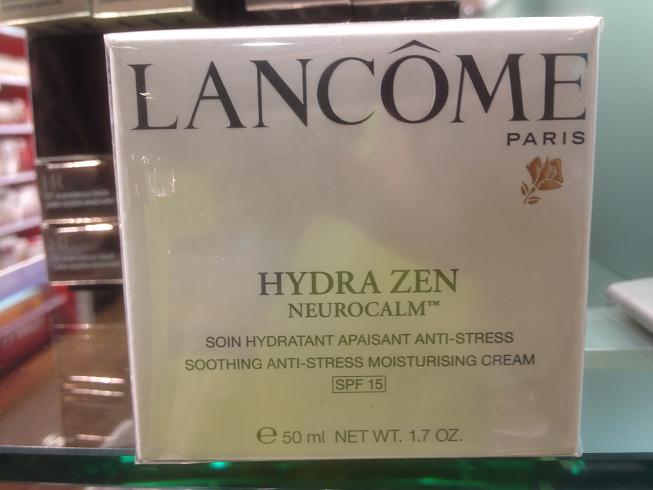 LANCÔME
PARIS
HYDRA ZEN
NEUROCALM™
SOIN HYDRATANT APAISANT ANTI-STRESS
SOOTHING ANTI-STRESS MOISTURISING CREAM
SPF 15
℮ 50 ml NET WT. 1.7 OZ.
HR